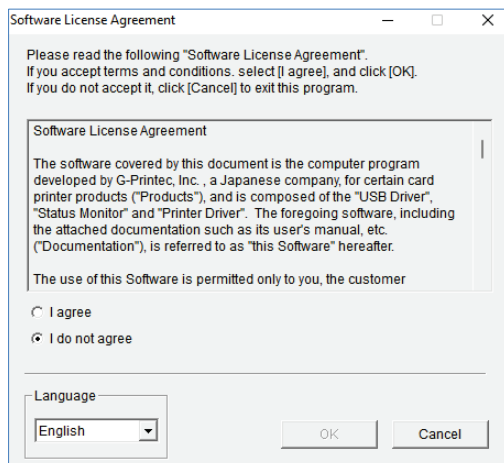 Software License Agreement
Please read the following "Software License Agreement".
If you accept terms and conditions. select [I agree], and click [OK].
If you do not accept it, click [Cancel] to exit this program.
Software License Agreement
The software covered by this document is the computer program
developed by G-Printec, Inc. , a Japanese company, for certain card
printer products ("Products"), and is composed of the "USB Driver",
"Status Monitor" and "Printer Driver".  The foregoing software, including
the attached documentation such as its user's manual, etc.
("Documentation"), is referred to as "this Software" hereafter.
The use of this Software is permitted only to you, the customer
I agree
I do not agree
Language
English
OK
Cancel